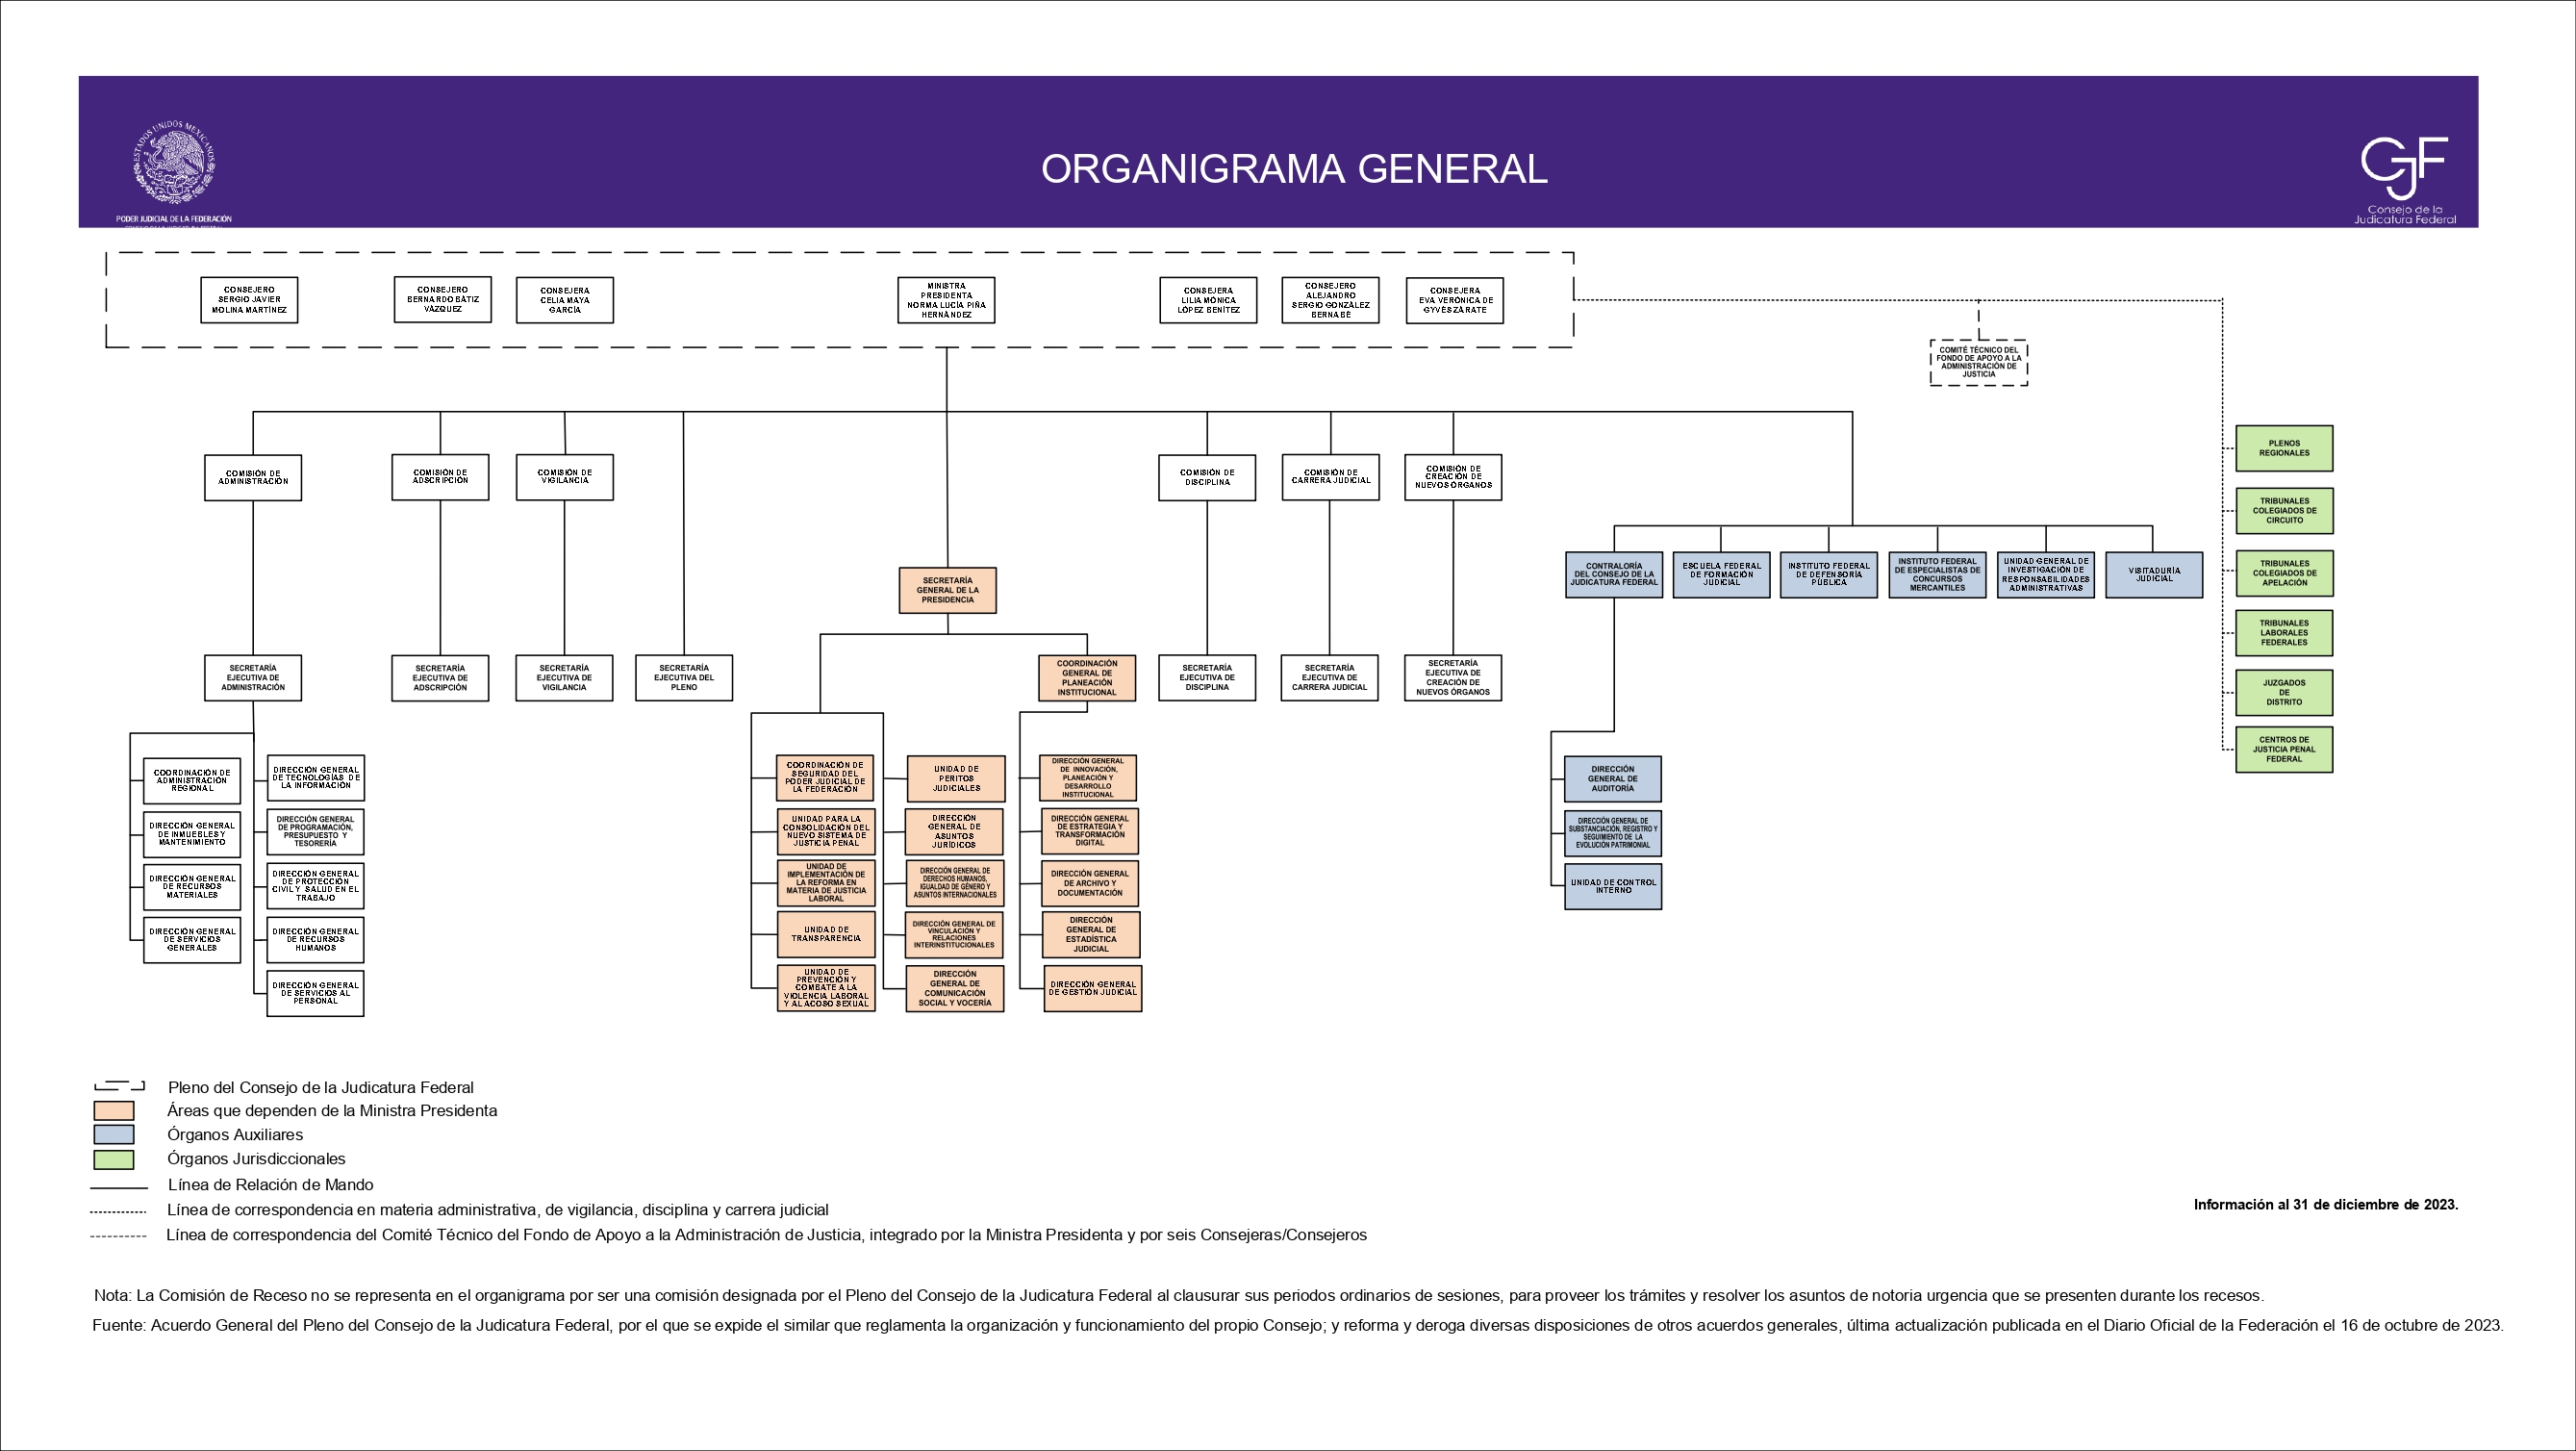 ESTADOS UNIDOS MEXICANOS
PODER JUDICIAL DE LA FEDERACIÓN
ORGANIGRAMA GENERAL
CJF
Consejo de la
Judicatura Federal
CONSEJERO
SERGIO JAVIER
MOLINA MARTÍNEZ
CONSEJERO
BERNARDO BÁTIZ
VÁZQUEZ
CONSEJERA
CELIA MAYA
GARCÍA
MINISTRA
PRESIDENTA
NORMA LUCÍA PIÑA
HERNÁNDEZ
CONSEJERA
LILIA MÓNICA
LÓPEZ BENÍTEZ
CONSEJERO
ALEJANDRO
SERGIO GONZÁLEZ
BERNABÉ
CONSEJERA
EVA VERÓNICA DE
GYVÉS ZÁRATE
COMITÉ TÉCNICO DEL
FONDO DE APOYO A LA
ADMINISTRACIÓN DE
JUSTICIA
COMISIÓN DE
ADMINISTRACIÓN
COMISIÓN DE
ADSCRIPCIÓN
COMISIÓN DE
VIGILANCIA
COMISIÓN DE
DISCIPLINA
COMISIÓN DE
CARRERA JUDICIAL
COMISIÓN DE
CREACIÓN DE
NUEVOS ÓRGANOS
PLENOS
REGIONALES
TRIBUNALES
COLEGIADOS DE
CIRCUITO
TRIBUNALES
COLEGIADOS DE
APELACIÓN
TRIBUNALES
LABORALES
FEDERALES
JUZGADOS
DE
DISTRITO
CENTROS DE
JUSTICIA PENAL
FEDERAL
SECRETARÍA
GENERAL DE LA
PRESIDENCIA
CONTRALORÍA
DEL CONSEJO DE LA
JUDICATURA FEDERAL
ESCUELA FEDERAL
DE FORMACIÓN
JUDICIAL
INSTITUTO FEDERAL
DE DEFENSORÍA
PÚBLICA
INSTITUTO FEDERAL
DE ESPECIALISTAS DE
CONCURSOS
MERCANTILES
UNIDAD GENERAL DE
INVESTIGACIÓN DE
RESPONSABILIDADES
ADMINISTRATIVAS
VISITADURÍA
JUDICIAL
SECRETARÍA
EJECUTIVA DE
ADMINISTRACIÓN
SECRETARÍA
EJECUTIVA DE
ADSCRIPCIÓN
SECRETARÍA
EJECUTIVA DE
VIGILANCIA
SECRETARÍA
EJECUTIVA DEL
PLENO
COORDINACIÓN
GENERAL DE
PLANEACIÓN
INSTITUCIONAL
SECRETARÍA
EJECUTIVA DE
DISCIPLINA
SECRETARÍA
EJECUTIVA DE
CARRERA JUDICIAL
SECRETARÍA
EJECUTIVA DE
CREACIÓN DE
NUEVOS ÓRGANOS
COORDINACIÓN DE
ADMINISTRACIÓN
REGIONAL
DIRECCIÓN GENERAL
DE INMUEBLES Y
MANTENIMIENTO
DIRECCIÓN GENERAL
DE RECURSOS
MATERIALES
DIRECCIÓN GENERAL
DE SERVICIOS
GENERALES
DIRECCIÓN GENERAL
DE TECNOLOGÍAS DE
LA INFORMACIÓN
DIRECCIÓN GENERAL
DE PROGRAMACIÓN,
PRESUPUESTO Y
TESORERÍA
DIRECCIÓN GENERAL
DE PROTECCIÓN
CIVIL Y SALUD EN EL
TRABAJO
DIRECCIÓN GENERAL
DE RECURSOS
HUMANOS
DIRECCIÓN GENERAL
DE SERVICIOS AL
PERSONAL
COORDINACIÓN DE
SEGURIDAD DEL
PODER JUDICIAL DE
LA FEDERACIÓN
UNIDAD PARA LA
CONSOLIDACIÓN DEL
NUEVO SISTEMA DE
JUSTICIA PENAL
UNIDAD DE
IMPLEMENTACIÓN DE
LA REFORMA EN
MATERIA DE JUSTICIA
LABORAL
UNIDAD DE
TRANSPARENCIA
UNIDAD DE
PREVENCIÓN Y
COMBATE A LA
VIOLENCIA LABORAL
Y AL ACOSO SEXUAL
UNIDAD DE
PERITOS
JUDICIALES
DIRECCIÓN
GENERAL DE
ASUNTOS
JURÍDICOS
DIRECCIÓN GENERAL DE
DERECHOS HUMANOS,
IGUALDAD DE GÉNERO Y
ASUNTOS INTERNACIONALES
DIRECCIÓN GENERAL DE
VINCULACIÓN Y
RELACIONES
INTERINSTITUCIONALES
DIRECCIÓN
GENERAL DE
COMUNICACIÓN
SOCIAL Y VOCERÍA
DIRECCIÓN GENERAL
DE INNOVACIÓN,
PLANEACIÓN Y
DESARROLLO
INSTITUCIONAL
DIRECCIÓN GENERAL
DE ESTRATEGIA Y
TRANSFORMACIÓN
DIGITAL
DIRECCIÓN GENERAL
DE ARCHIVO Y
DOCUMENTACIÓN
DIRECCIÓN
GENERAL DE
ESTADÍSTICA
JUDICIAL
DIRECCIÓN GENERAL
DE GESTIÓN JUDICIAL
DIRECCIÓN
GENERAL DE
AUDITORÍA
DIRECCIÓN GENERAL DE
SUBSTANCIACIÓN, REGISTRO Y
SEGUIMIENTO DE LA
EVOLUCIÓN PATRIMONIAL
UNIDAD DE CONTROL
INTERNO
Pleno del Consejo de la Judicatura Federal
Áreas que dependen de la Ministra Presidenta
Órganos Auxiliares
Órganos Jurisdiccionales
Línea de Relación de Mando
Línea de correspondencia en materia administrativa, de vigilancia, disciplina y carrera judicial
Línea de correspondencia del Comité Técnico del Fondo de Apoyo a la Administración de Justicia, integrado por la Ministra Presidenta y por seis Consejeras/Consejeros
Información al 31 de diciembre de 2023.
Nota: La Comisión de Receso no se representa en el organigrama por ser una comisión designada por el Pleno del Consejo de la Judicatura Federal al clausurar sus periodos ordinarios de sesiones, para proveer los trámites y resolver los asuntos de notoria urgencia que se presenten durante los recesos.
Fuente: Acuerdo General del Pleno del Consejo de la Judicatura Federal, por el que se expide el similar que reglamenta la organización y funcionamiento del propio Consejo; y reforma y deroga diversas disposiciones de otros acuerdos generales, última actualización publicada en el Diario Oficial de la Federación el 16 de octubre de 2023.